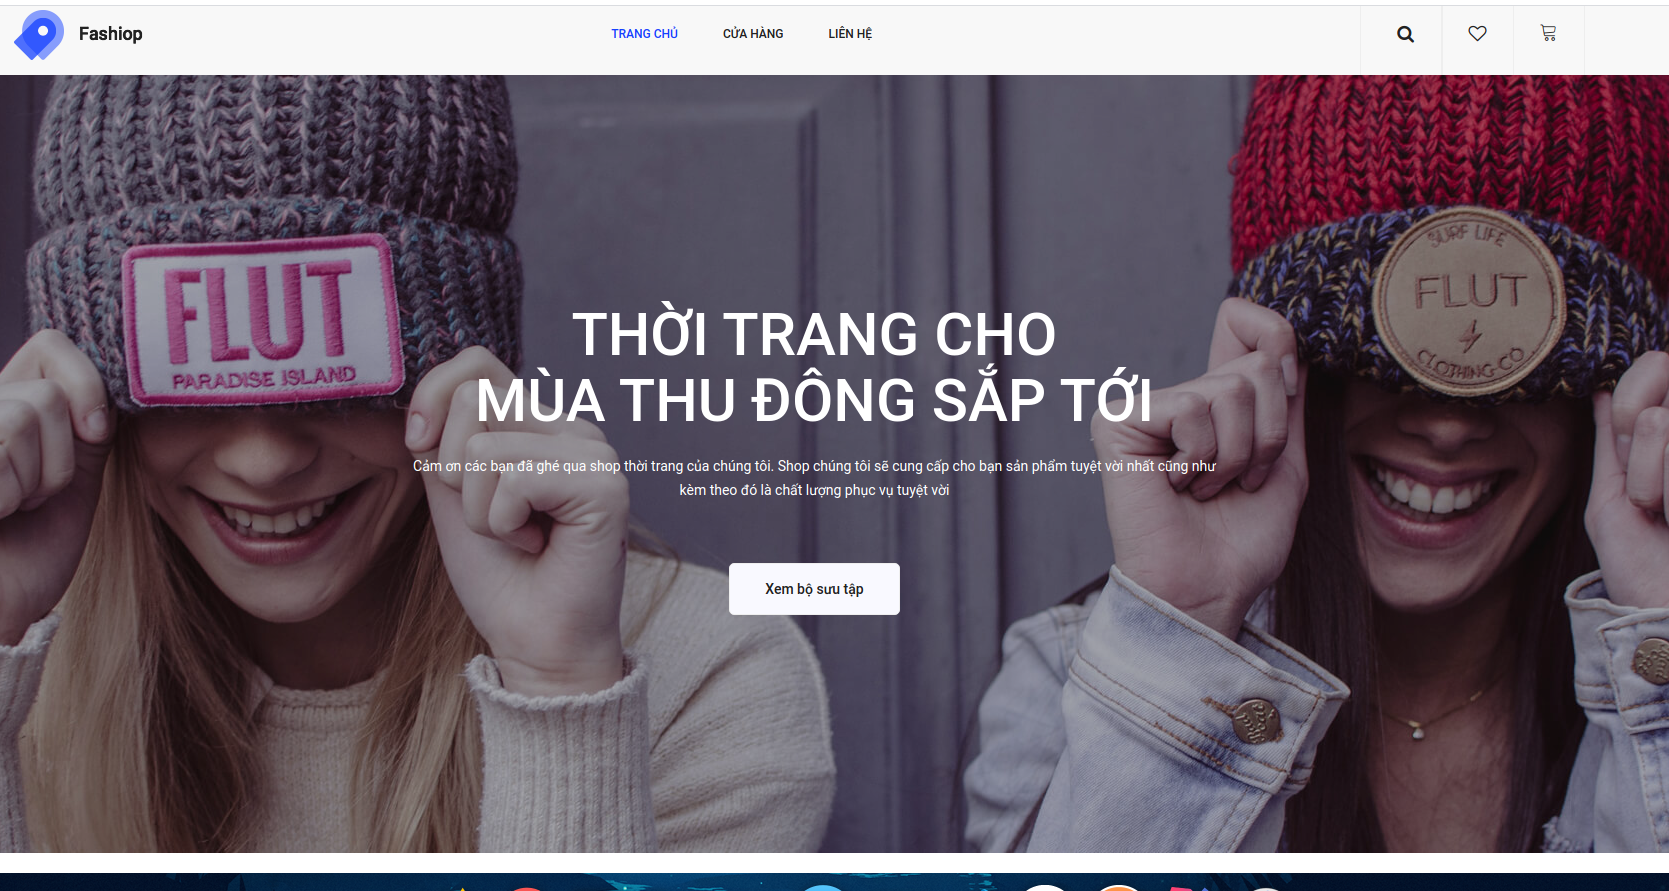 Fashiop
TRANG CHỦ
CỬA HÀNG
LIÊN HỆ
FLUT
PARADISE ISLAND
SURF LIFE
FLUT
CLOTHING CO
THỜI TRANG CHO
MÙA THU ĐÔNG SẮP TỚI
Cảm ơn các bạn đã ghé qua shop thời trang của chúng tôi. Shop chúng tôi sẽ cung cấp cho bạn sản phẩm tuyệt vời nhất cũng như
kèm theo đó là chất lượng phục vụ tuyệt vời
Xem bộ sưu tập